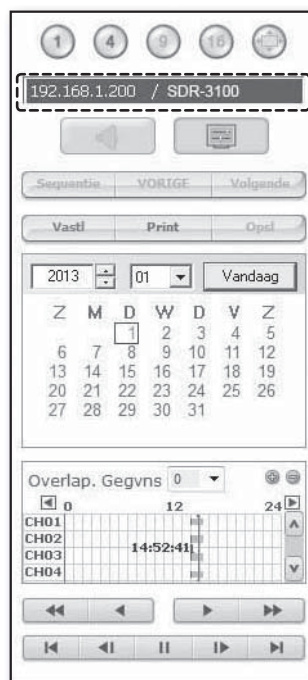 1 4 9 16
192.168.1.200 / SDR-3100
Sequentie VORIGE Volgende
Vastl Print Opsl
2013 01 Vandaag
Z M D W D V Z
1 2 3 4 5
6 7 8 9 10 11 12
13 14 15 16 17 18 19
20 21 22 23 24 25 26
27 28 29 30 31
Overlap. Gegvns 0
0 12 24
CH01
CH02
14:52:41
CH03
CH04